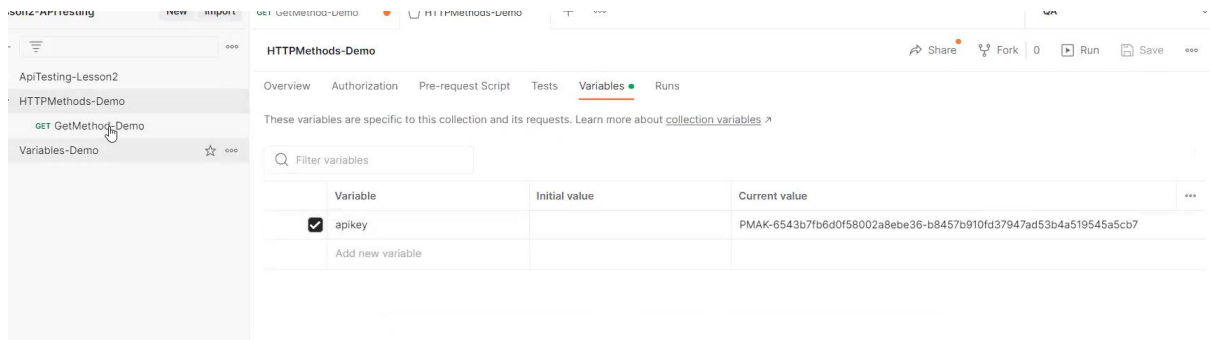 son2-APITesting New Import GET GetMethod-Demo HTTPMethods-Demo + QA
HTTPMethods-Demo Share Fork 0 Run Save
ApiTesting-Lesson2
Overview Authorization Pre-request Script Tests Variables Runs
HTTPMethods-Demo
These variables are specific to this collection and its requests. Learn more about collection variables ↗
GET GetMethod-Demo
Variables-Demo
Filter variables
Variable Initial value Current value
apikey PMAK-6543b7fb6d0f58002a8ebe36-b8457b910fd37947ad53b4a519545a5cb7
Add new variable